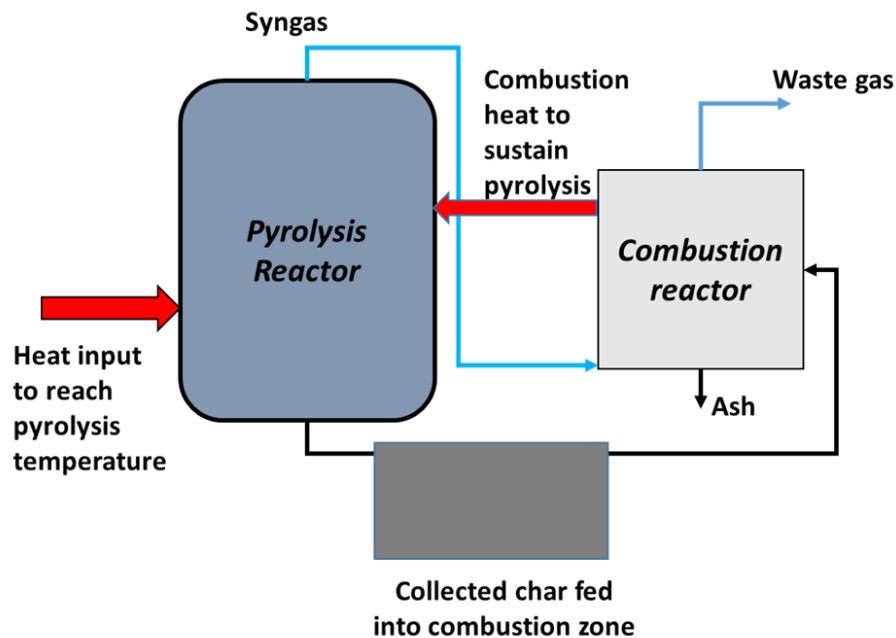 Syngas
Combustion
heat to
sustain
pyrolysis
Waste gas
Pyrolysis
Reactor
Combustion
reactor
Heat input
to reach
pyrolysis
temperature
Ash
Collected char fed
into combustion zone